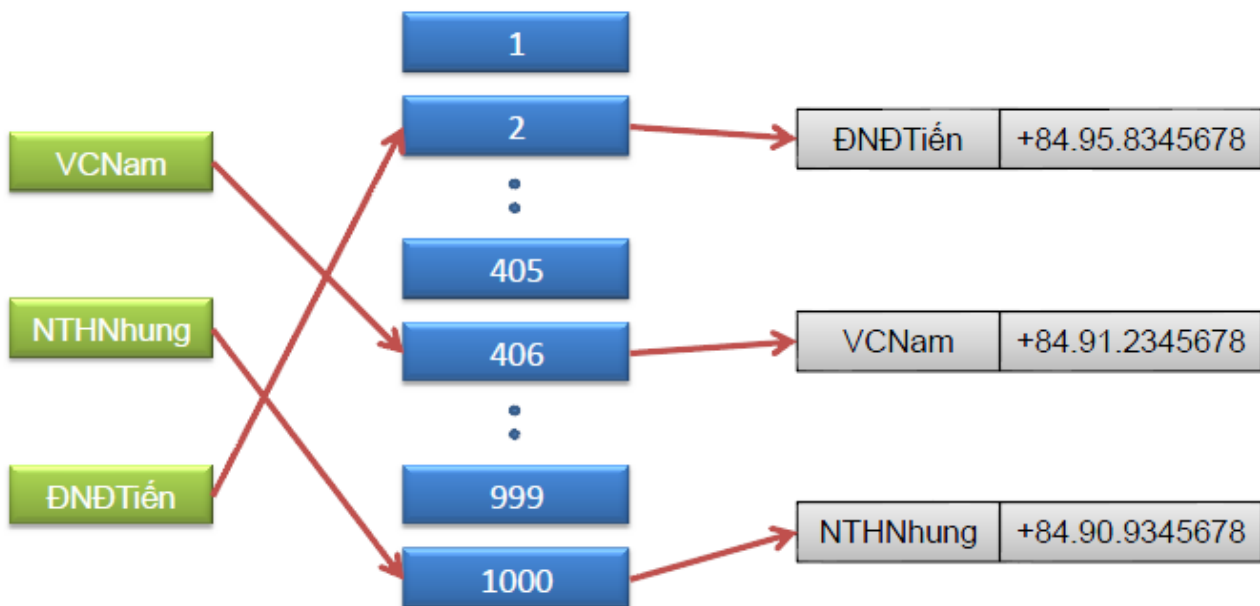 VCNam
NTHNhung
ĐNĐTiến
1
2
405
406
999
1000
ĐNĐTiến +84.95.8345678
VCNam +84.91.2345678
NTHNhung +84.90.9345678